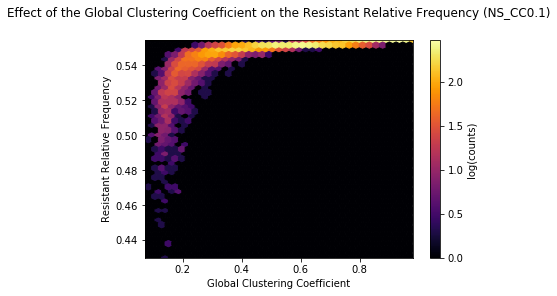 Effect of the Global Clustering Coefficient on the Resistant Relative Frequency (NS_CC0.1)
0.54
0.52
0.50
0.48
0.46
0.44
Resistant Relative Frequency
0.2 0.4 0.6 0.8
Global Clustering Coefficient
2.0
1.5
1.0
0.5
0.0
log(counts)